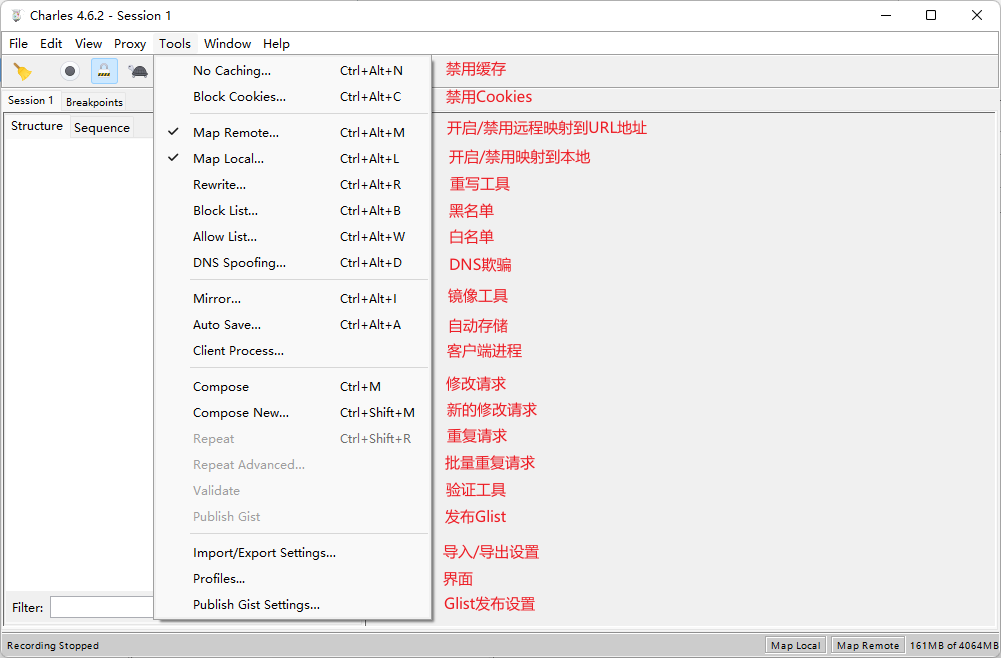 Charles 4.6.2 - Session 1
File Edit View Proxy Tools Window Help
No Caching... Ctrl+Alt+N 禁用缓存
Block Cookies... Ctrl+Alt+C 禁用Cookies
Session 1 Breakpoints
Structure Sequence
Map Remote... Ctrl+Alt+M 开启/禁用远程映射到URL地址
Map Local... Ctrl+Alt+L 开启/禁用映射到本地
Rewrite... Ctrl+Alt+R 重写工具
Block List... Ctrl+Alt+B 黑名单
Allow List... Ctrl+Alt+W 白名单
DNS Spoofing... Ctrl+Alt+D DNS欺骗
Mirror... Ctrl+Alt+I 镜像工具
Auto Save... Ctrl+Alt+A 自动存储
Client Process... 客户端进程
Compose Ctrl+M 修改请求
Compose New... Ctrl+Shift+M 新的修改请求
Repeat Ctrl+Shift+R 重复请求
Repeat Advanced... 批量重复请求
Validate 验证工具
Publish Gist 发布Glist
Import/Export Settings... 导入/导出设置
Profiles... 界面
Filter: Publish Gist Settings... Glist发布设置
Recording Stopped Map Local Map Remote 161MB of 4064MB